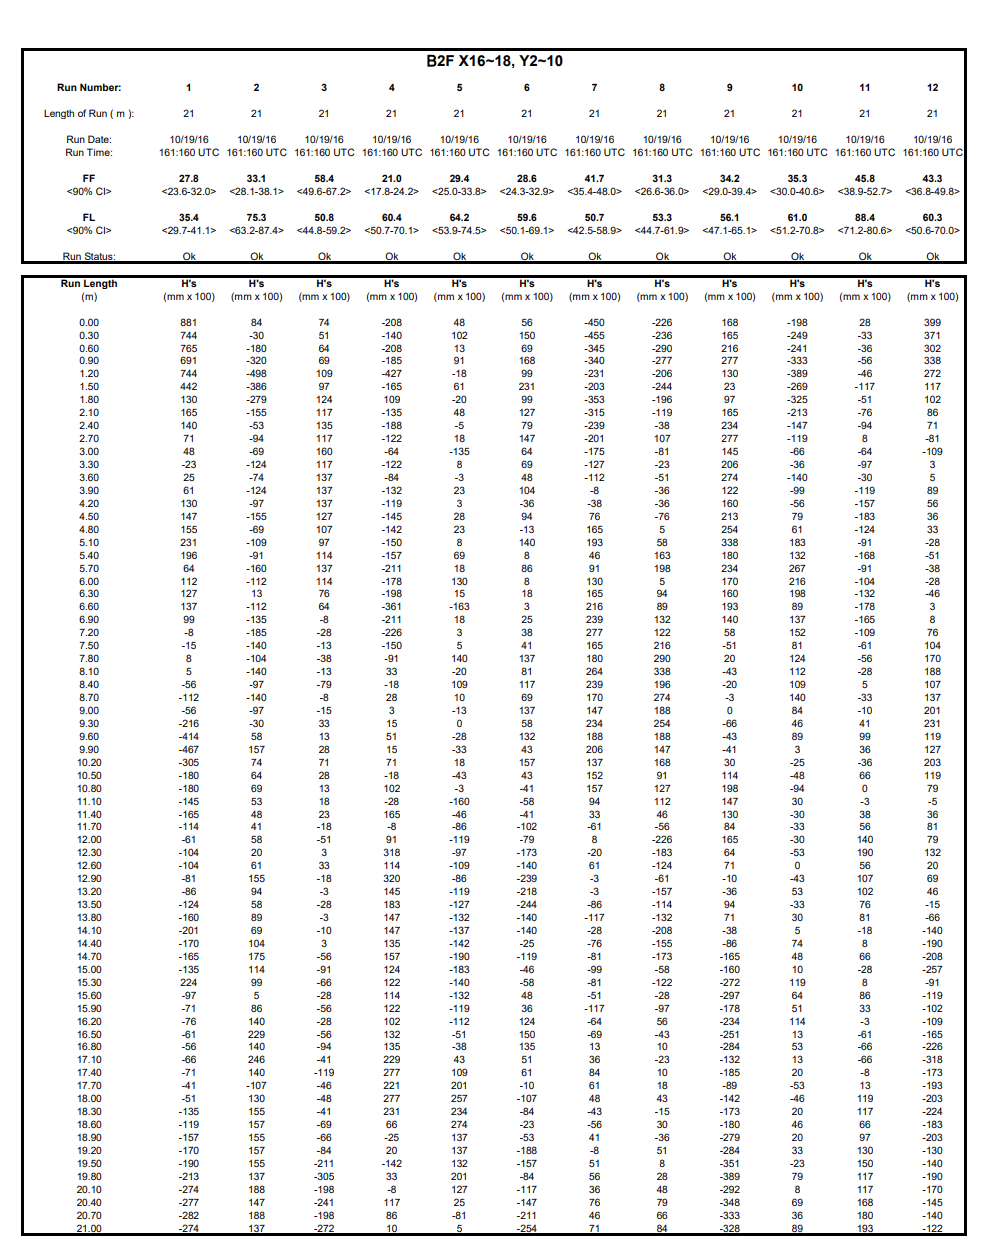 B2F X16~18, Y2~10
Run Number: 1 2 3 4 5 6 7 8 9 10 11 12
Length of Run ( m ): 21 21 21 21 21 21 21 21 21 21 21 21
Run Date: 10/19/16 10/19/16 10/19/16 10/19/16 10/19/16 10/19/16 10/19/16 10/19/16 10/19/16 10/19/16 10/19/16 10/19/16
Run Time: 161:160 UTC 161:160 UTC 161:160 UTC 161:160 UTC 161:160 UTC 161:160 UTC 161:160 UTC 161:160 UTC 161:160 UTC 161:160 UTC 161:160 UTC 161:160 UTC
FF 27.8 33.1 58.4 21.0 29.4 28.6 41.7 31.3 34.2 35.3 45.8 43.3
<90% CI> <23.6-32.0> <28.1-38.1> <49.6-67.2> <17.8-24.2> <25.0-33.8> <24.3-32.9> <35.4-48.0> <26.6-36.0> <29.0-39.4> <30.0-40.6> <38.9-52.7> <36.8-49.8>
FL 35.4 75.3 50.8 60.4 64.2 59.6 50.7 53.3 56.1 61.0 88.4 60.3
<90% CI> <29.7-41.1> <63.2-87.4> <44.8-59.2> <50.7-70.1> <53.9-74.5> <50.1-69.1> <42.5-58.9> <44.7-61.9> <47.1-65.1> <51.2-70.8> <71.2-80.6> <50.6-70.0>
Run Status: Ok Ok Ok Ok Ok Ok Ok Ok Ok Ok Ok Ok
Run Length H's H's H's H's H's H's H's H's H's H's H's H's
(m) (mm x 100) (mm x 100) (mm x 100) (mm x 100) (mm x 100) (mm x 100) (mm x 100) (mm x 100) (mm x 100) (mm x 100) (mm x 100) (mm x 100)
0.00 881 84 74 -208 48 56 -450 -226 168 -198 28 399
0.30 744 -30 51 -140 102 150 -455 -236 165 -249 -33 371
0.60 765 -180 64 -208 13 69 -345 -290 216 -241 -36 302
0.90 691 -320 69 -185 91 168 -340 -277 277 -333 -56 338
1.20 744 -498 109 -427 -18 99 -231 -206 130 -389 -46 272
1.50 442 -386 97 -165 61 231 -203 -244 23 -269 -117 117
1.80 130 -279 124 109 -20 99 -353 -196 97 -325 -51 102
2.10 165 -155 117 -135 48 127 -315 -119 165 -213 -76 86
2.40 140 -53 135 -188 -5 79 -239 -38 234 -147 -94 71
2.70 71 -94 117 -122 18 147 -201 107 277 -119 8 -81
3.00 48 -69 160 -64 -135 64 -175 -81 145 -66 -64 -109
3.30 -23 -124 117 -122 8 69 -127 -23 206 -36 -97 3
3.60 25 -74 137 -84 -3 48 -112 -51 274 -140 -30 5
3.90 61 -124 137 -132 23 104 -8 -36 122 -99 -119 89
4.20 130 -97 137 -119 3 -36 -38 -36 160 -56 -157 56
4.50 147 -155 127 -145 28 94 76 -76 213 79 -183 36
4.80 155 -69 107 -142 23 -13 165 5 254 61 -124 33
5.10 231 -109 97 -150 8 140 193 58 338 183 -91 -28
5.40 196 -91 114 -157 69 8 46 163 180 132 -168 -51
5.70 64 -160 137 -211 18 86 91 198 234 267 -91 -38
6.00 112 -112 114 -178 130 8 130 5 170 216 -104 -28
6.30 127 13 76 -198 15 18 165 94 160 198 -132 -46
6.60 137 -112 64 -361 -163 3 216 89 193 89 -178 3
6.90 99 -135 -8 -211 18 25 239 132 140 137 -165 8
7.20 -8 -185 -28 -226 3 38 277 122 58 152 -109 76
7.50 -15 -140 -13 -150 5 41 165 216 -51 81 -61 104
7.80 8 -104 -38 -91 140 137 180 290 20 124 -56 170
8.10 5 -140 -13 33 -20 81 264 338 -43 112 -28 188
8.40 -56 -97 -79 -18 109 117 239 196 -20 109 5 107
8.70 -112 -140 -8 28 10 69 170 274 -3 140 -33 137
9.00 -56 -97 -15 3 -13 137 147 188 0 84 -10 201
9.30 -216 -30 33 15 0 58 234 254 -66 46 41 231
9.60 -414 58 13 51 -28 132 188 188 -43 89 99 119
9.90 -467 157 28 15 -33 43 206 147 -41 3 36 127
10.20 -305 74 71 71 18 157 137 168 30 -25 -36 203
10.50 -180 64 28 -18 -43 43 152 91 114 -48 66 119
10.80 -180 69 13 102 -3 -41 157 127 198 -94 0 79
11.10 -145 53 18 -28 -160 -58 94 112 147 30 -3 -5
11.40 -165 48 23 165 -46 -41 33 46 130 -30 38 36
11.70 -114 41 -18 -8 -86 -102 -61 -56 84 -33 56 81
12.00 -61 58 -51 91 -119 -79 8 -226 165 -30 140 79
12.30 -104 20 3 318 -97 -173 -20 -183 64 -53 190 132
12.60 -104 61 33 114 -109 -140 61 -124 71 0 56 20
12.90 -81 155 -18 320 -86 -239 -3 -61 -10 -43 107 69
13.20 -86 94 -3 145 -119 -218 -3 -157 -36 53 102 46
13.50 -124 58 -28 183 -127 -244 -86 -114 94 -33 76 -15
13.80 -160 89 -3 147 -132 -140 -117 -132 71 30 81 -66
14.10 -201 69 -10 147 -137 -140 -28 -208 -38 5 -18 -140
14.40 -170 104 3 135 -142 -25 -76 -155 -86 74 8 -190
14.70 -165 175 -56 157 -190 -119 -81 -173 -165 48 66 -208
15.00 -135 114 -91 124 -183 -46 -99 -58 -160 10 -28 -257
15.30 224 99 -66 122 -140 -58 -81 -122 -272 119 8 -91
15.60 -97 5 -28 114 -132 48 -51 -28 -297 64 86 -119
15.90 -71 86 -56 122 -119 36 -117 -97 -178 51 33 -102
16.20 -76 140 -28 102 -112 124 -64 56 -234 114 -3 -109
16.50 -61 229 -56 132 -51 150 -69 -43 -251 13 -61 -165
16.80 -56 140 -94 135 -38 135 13 10 -284 53 -66 -226
17.10 -66 246 -41 229 43 51 36 -23 -132 13 -66 -318
17.40 -71 140 -119 277 109 61 84 10 -185 20 -8 -173
17.70 -41 -107 -46 221 201 -10 61 18 -89 -53 13 -193
18.00 -51 130 -48 277 257 -107 48 43 -142 -46 119 -203
18.30 -135 155 -41 231 234 -84 -43 -15 -173 20 117 -224
18.60 -119 157 -69 66 274 -23 -56 30 -180 46 66 -183
18.90 -157 155 -66 -25 137 -53 41 -36 -279 20 97 -203
19.20 -170 157 -84 20 137 -188 -8 51 -284 33 130 -130
19.50 -190 155 -211 -142 132 -157 51 8 -351 -23 150 -140
19.80 -213 137 -305 33 201 -84 56 28 -389 79 117 -190
20.10 -274 188 -198 -8 127 -117 36 48 -292 8 117 -170
20.40 -277 147 -241 117 25 -147 76 79 -348 69 168 -145
20.70 -282 188 -198 86 -81 -211 46 66 -333 36 180 -140
21.00 -274 137 -272 10 5 -254 71 84 -328 89 193 -122